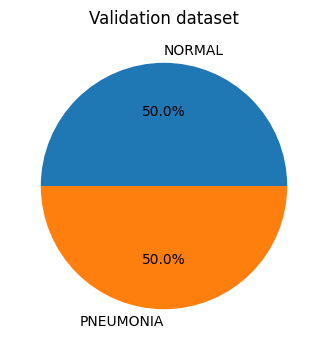 Validation dataset
NORMAL
50.0%
50.0%
PNEUMONIA